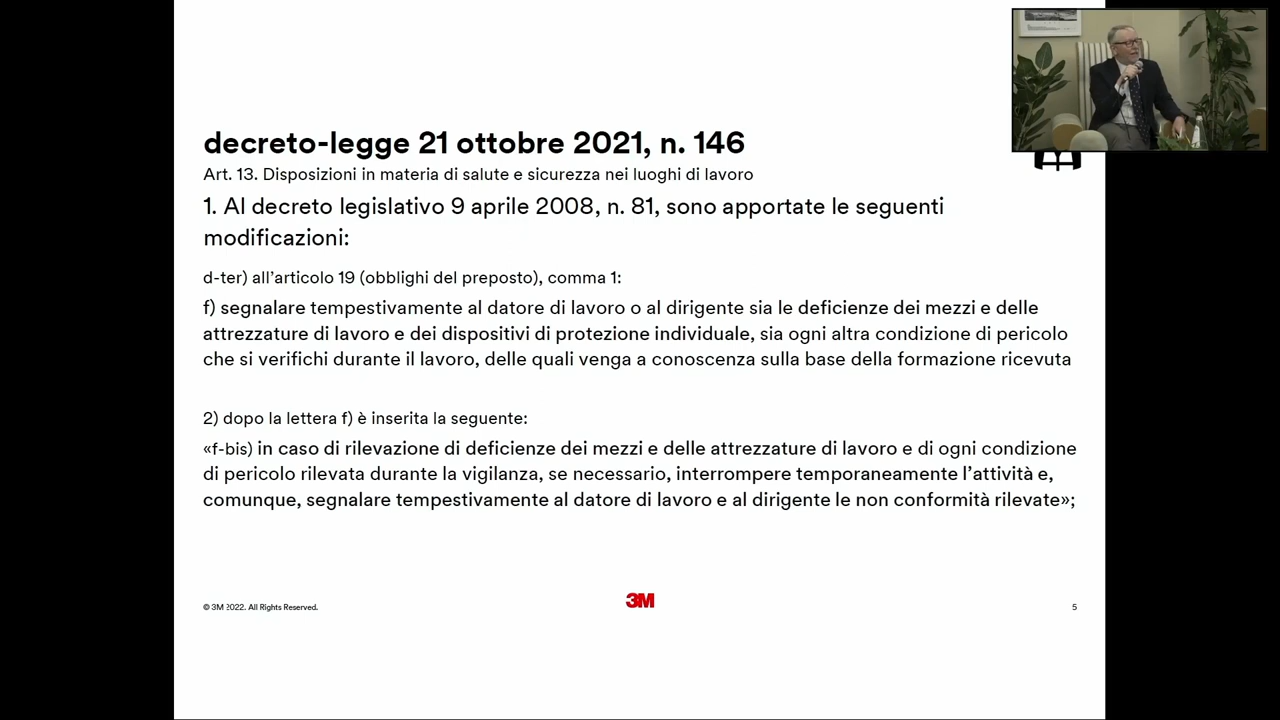 decreto-legge 21 ottobre 2021, n. 146
Art. 13. Disposizioni in materia di salute e sicurezza nei luoghi di lavoro
1. Al decreto legislativo 9 aprile 2008, n. 81, sono apportate le seguenti
modificazioni:
d-ter) all’articolo 19 (obblighi del preposto), comma 1:
f) segnalare tempestivamente al datore di lavoro o al dirigente sia le deficienze dei mezzi e delle
attrezzature di lavoro e dei dispositivi di protezione individuale, sia ogni altra condizione di pericolo
che si verifichi durante il lavoro, delle quali venga a conoscenza sulla base della formazione ricevuta
2) dopo la lettera f) è inserita la seguente:
«f-bis) in caso di rilevazione di deficienze dei mezzi e delle attrezzature di lavoro e di ogni condizione
di pericolo rilevata durante la vigilanza, se necessario, interrompere temporaneamente l’attività e,
comunque, segnalare tempestivamente al datore di lavoro e al dirigente le non conformità rilevate»;
© 3M 2022. All Rights Reserved.
3M
5